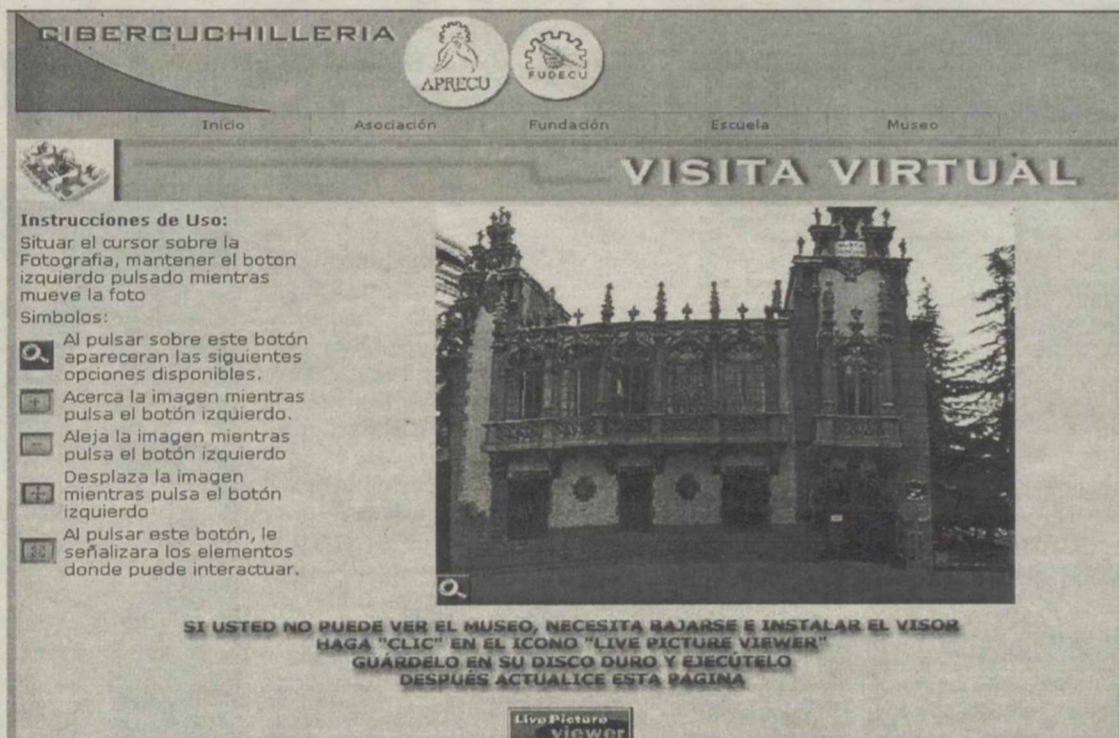 CIBERCUCHILLERIA
APRECU
FUDECU
Inicio Asociación Fundación Escuela Museo
VISITA VIRTUAL
Instrucciones de Uso:
Situar el cursor sobre la
Fotografia, mantener el boton
izquierdo pulsado mientras
mueve la foto
Simbolos:
Al pulsar sobre este botón
apareceran las siguientes
opciones disponibles.
Acerca la imagen mientras
pulsa el botón izquierdo.
Aleja la imagen mientras
pulsa el botón izquierdo
Desplaza la imagen
mientras pulsa el botón
izquierdo
Al pulsar este botón, le
señalizara los elementos
donde puede interactuar.
SI USTED NO PUEDE VER EL MUSEO, NECESITA BAJARSE E INSTALAR EL VISOR
HAGA "CLIC" EN EL ICONO "LIVE PICTURE VIEWER"
GUÁRDELO EN SU DISCO DURO Y EJECÚTELO
DESPUÉS ACTUALICE ESTA PAGINA
Live Picture
viewer